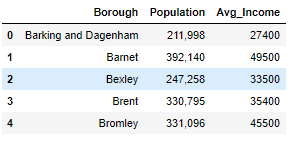 Borough Population Avg_Income
0 Barking and Dagenham 211,998 27400
1 Barnet 392,140 49500
2 Bexley 247,258 33500
3 Brent 330,795 35400
4 Bromley 331,096 45500